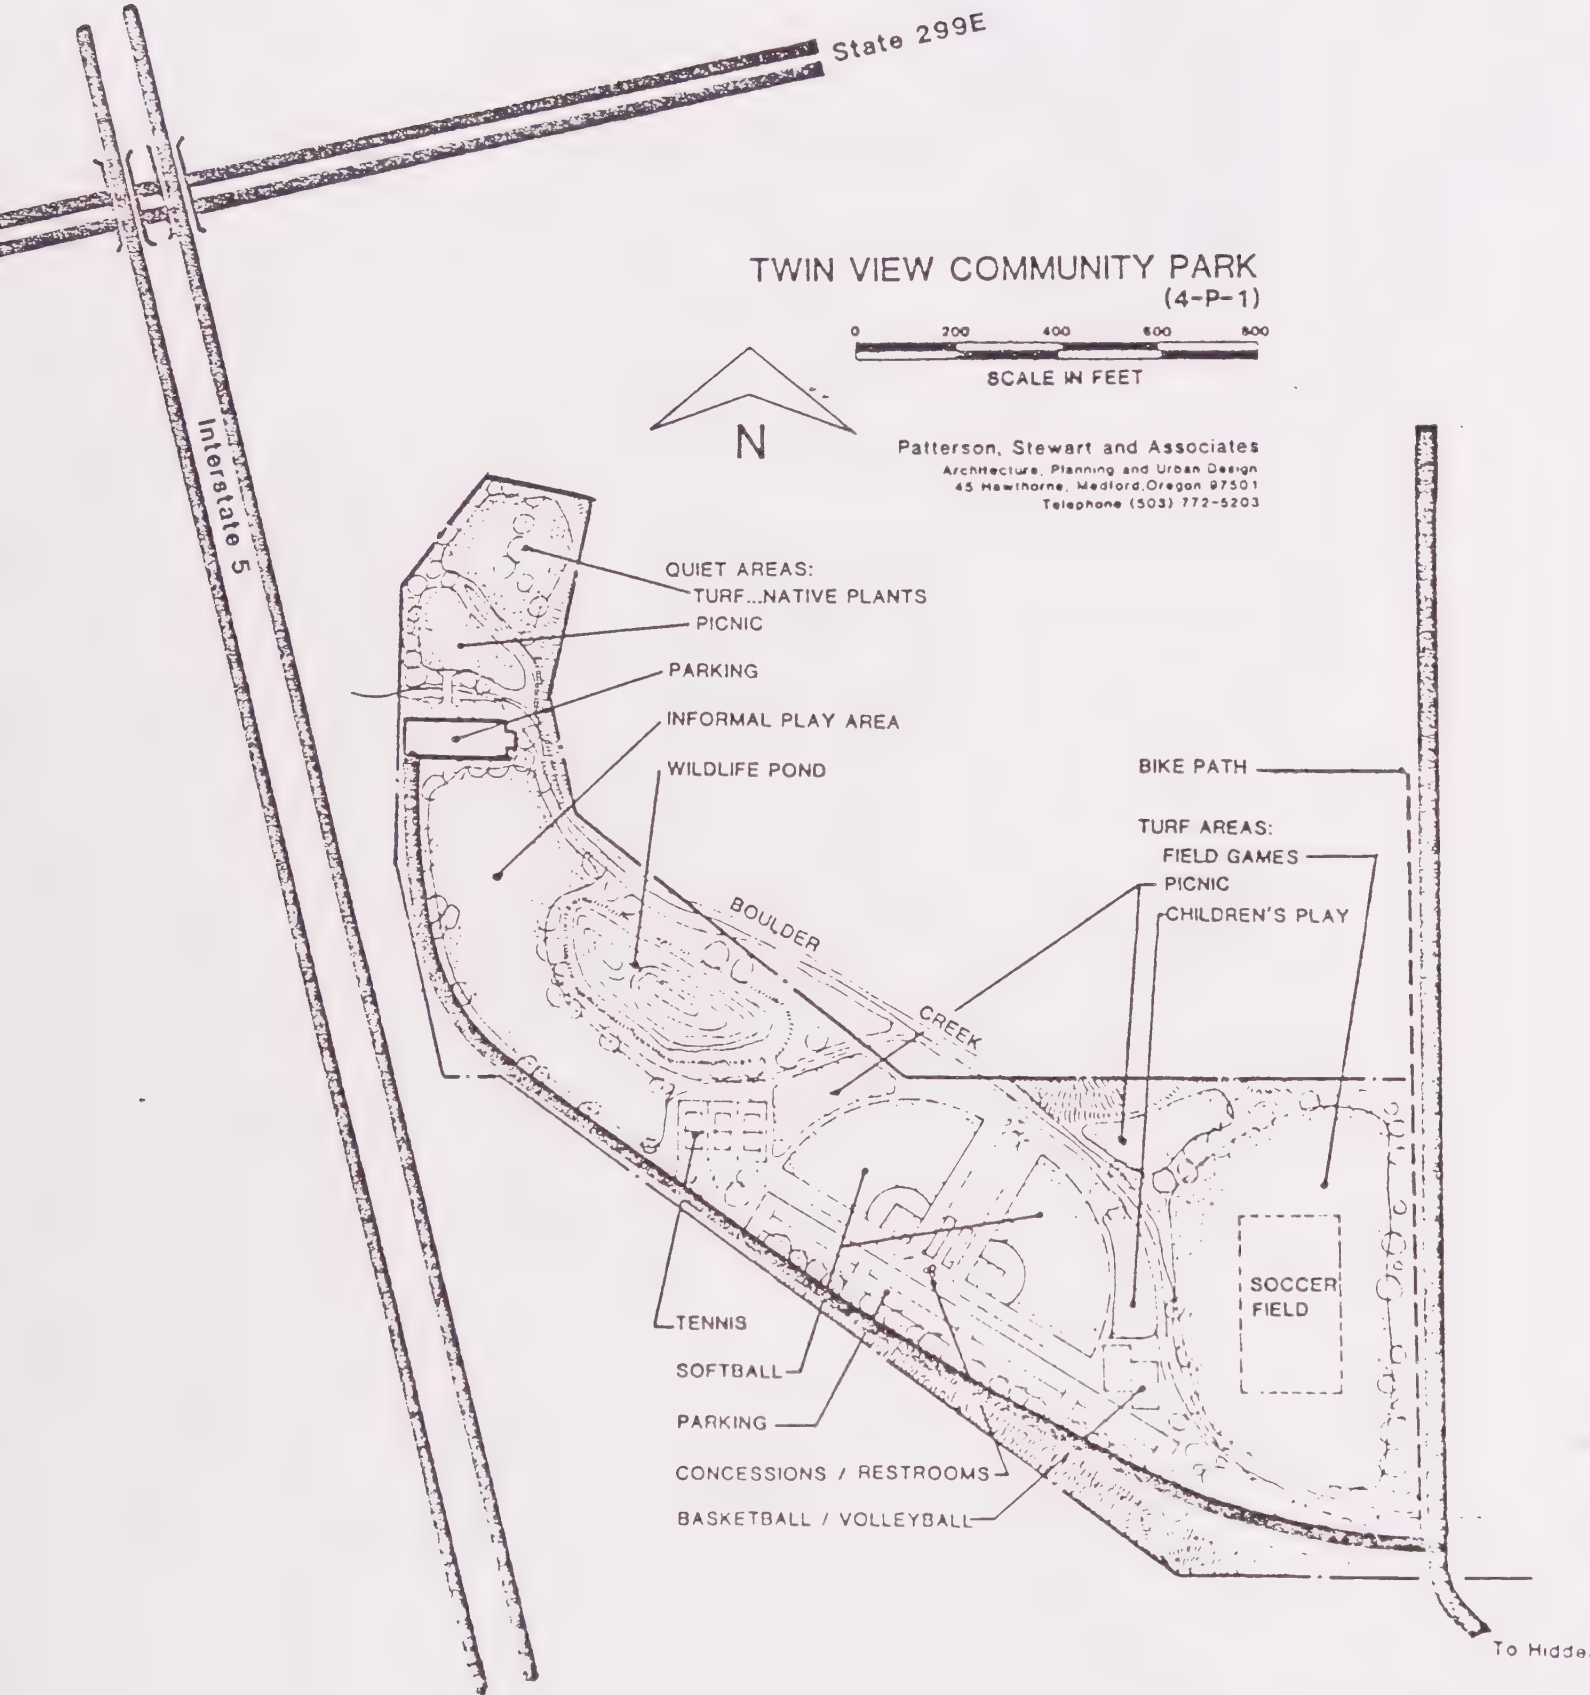 State 299E
TWIN VIEW COMMUNITY PARK
(4-P-1)
0 200 400 600 800
SCALE IN FEET
N
Patterson, Stewart and Associates
Architecture, Planning and Urban Design
45 Hawthorne, Medford, Oregon 97501
Telephone (503) 772-5203
Interstate 5
QUIET AREAS:
TURF...NATIVE PLANTS
PICNIC
PARKING
INFORMAL PLAY AREA
WILDLIFE POND
BIKE PATH
TURF AREAS:
FIELD GAMES
PICNIC
CHILDREN'S PLAY
BOULDER
CREEK
SOCCER
FIELD
TENNIS
SOFTBALL
PARKING
CONCESSIONS / RESTROOMS
BASKETBALL / VOLLEYBALL
To